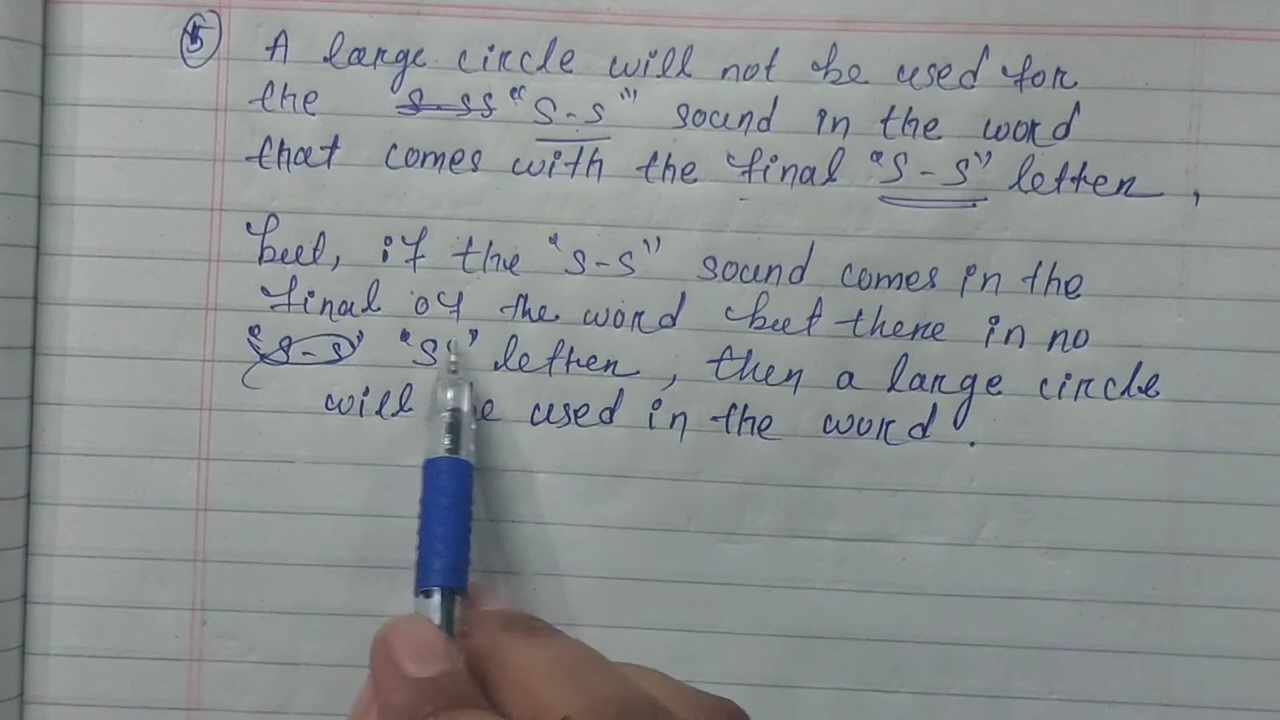 5 A large circle will not be used for
the "S-S" sound in the word
that comes with the final "S-S" letter,
but, if the "S-S" sound comes in the
final of the word but there in no
"SS" letter, then a large circle
will be used in the word.